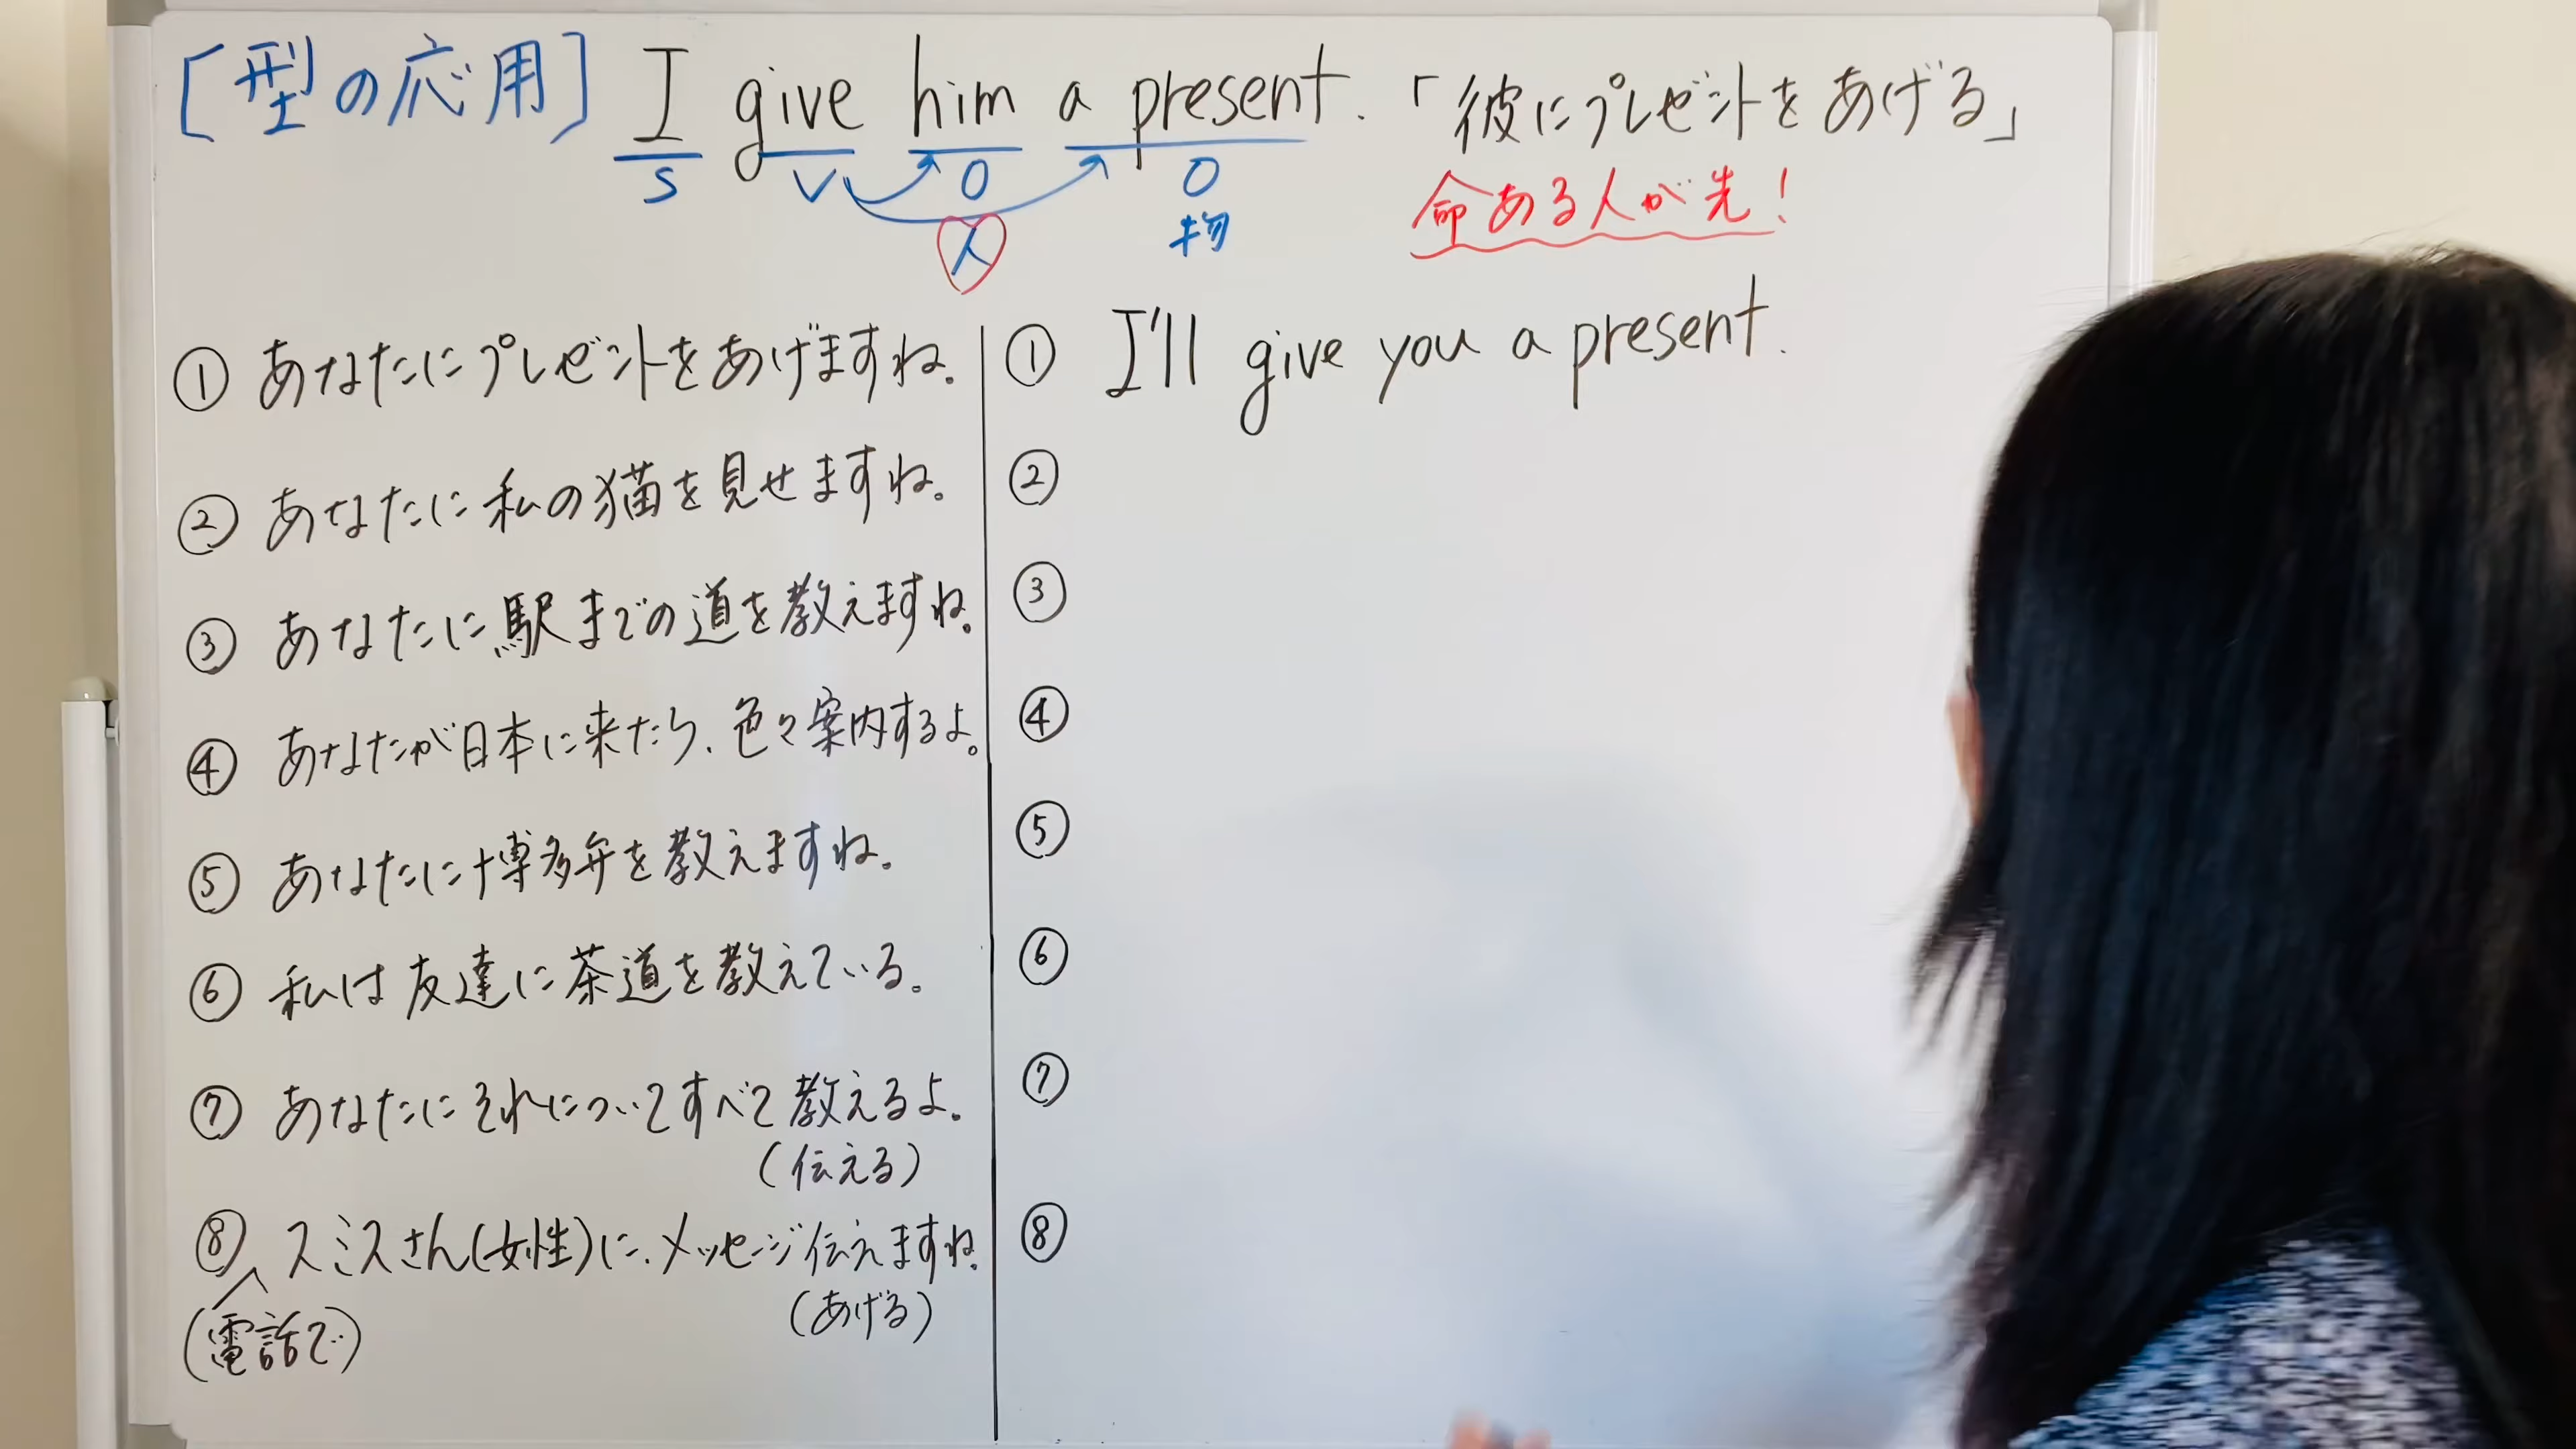 [型の応用] I give him a present. 「彼にプレゼントをあげる」
S V O O
人 物
命ある人が先!
① あなたにプレゼントをあげますね。
② あなたに私の猫を見せますね。
③ あなたに駅までの道を教えますね。
④ あなたが日本に来たら、色々案内するよ。
⑤ あなたに博多弁を教えますね。
⑥ 私は友達に茶道を教えている。
⑦ あなたにそれについてすべて教えるよ。
(伝える)
⑧ スミスさん(女性)に、メッセージ伝えますね。
(電話で) (あげる)
① I'll give you a present.
②
③
④
⑤
⑥
⑦
⑧